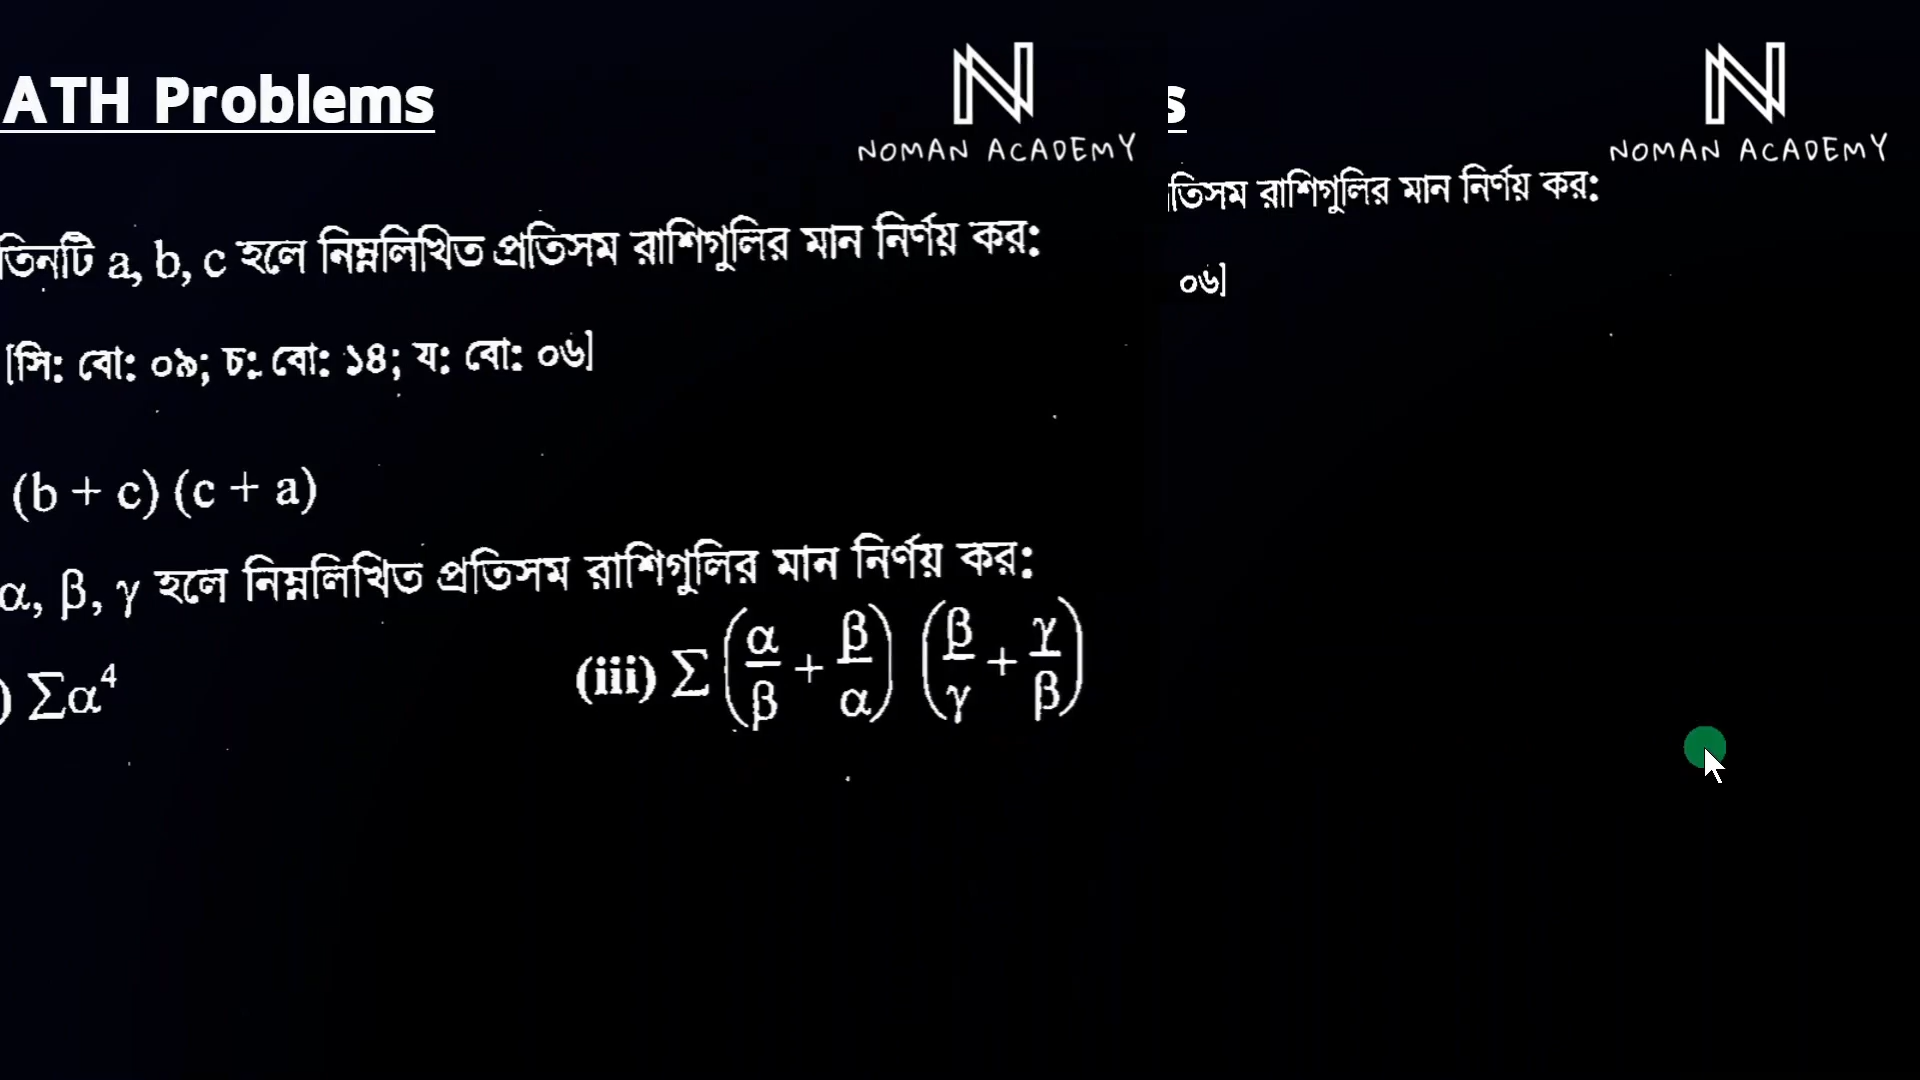 ATH Problems
NOMAN ACADEMY
তিনটি a, b, c হলে নিম্নলিখিত প্রতিসম রাশিগুলির মান নির্ণয় কর:
[সি: বো: ০৯; চ: বো: ১৪; য: বো: ০৬]
(b + c) (c + a)
α, β, γ হলে নিম্নলিখিত প্রতিসম রাশিগুলির মান নির্ণয় কর:
) ∑α⁴
(iii) ∑ (α/β + β/α) (β/γ + γ/β)
s
NOMAN ACADEMY
তিসম রাশিগুলির মান নির্ণয় কর:
০৬]